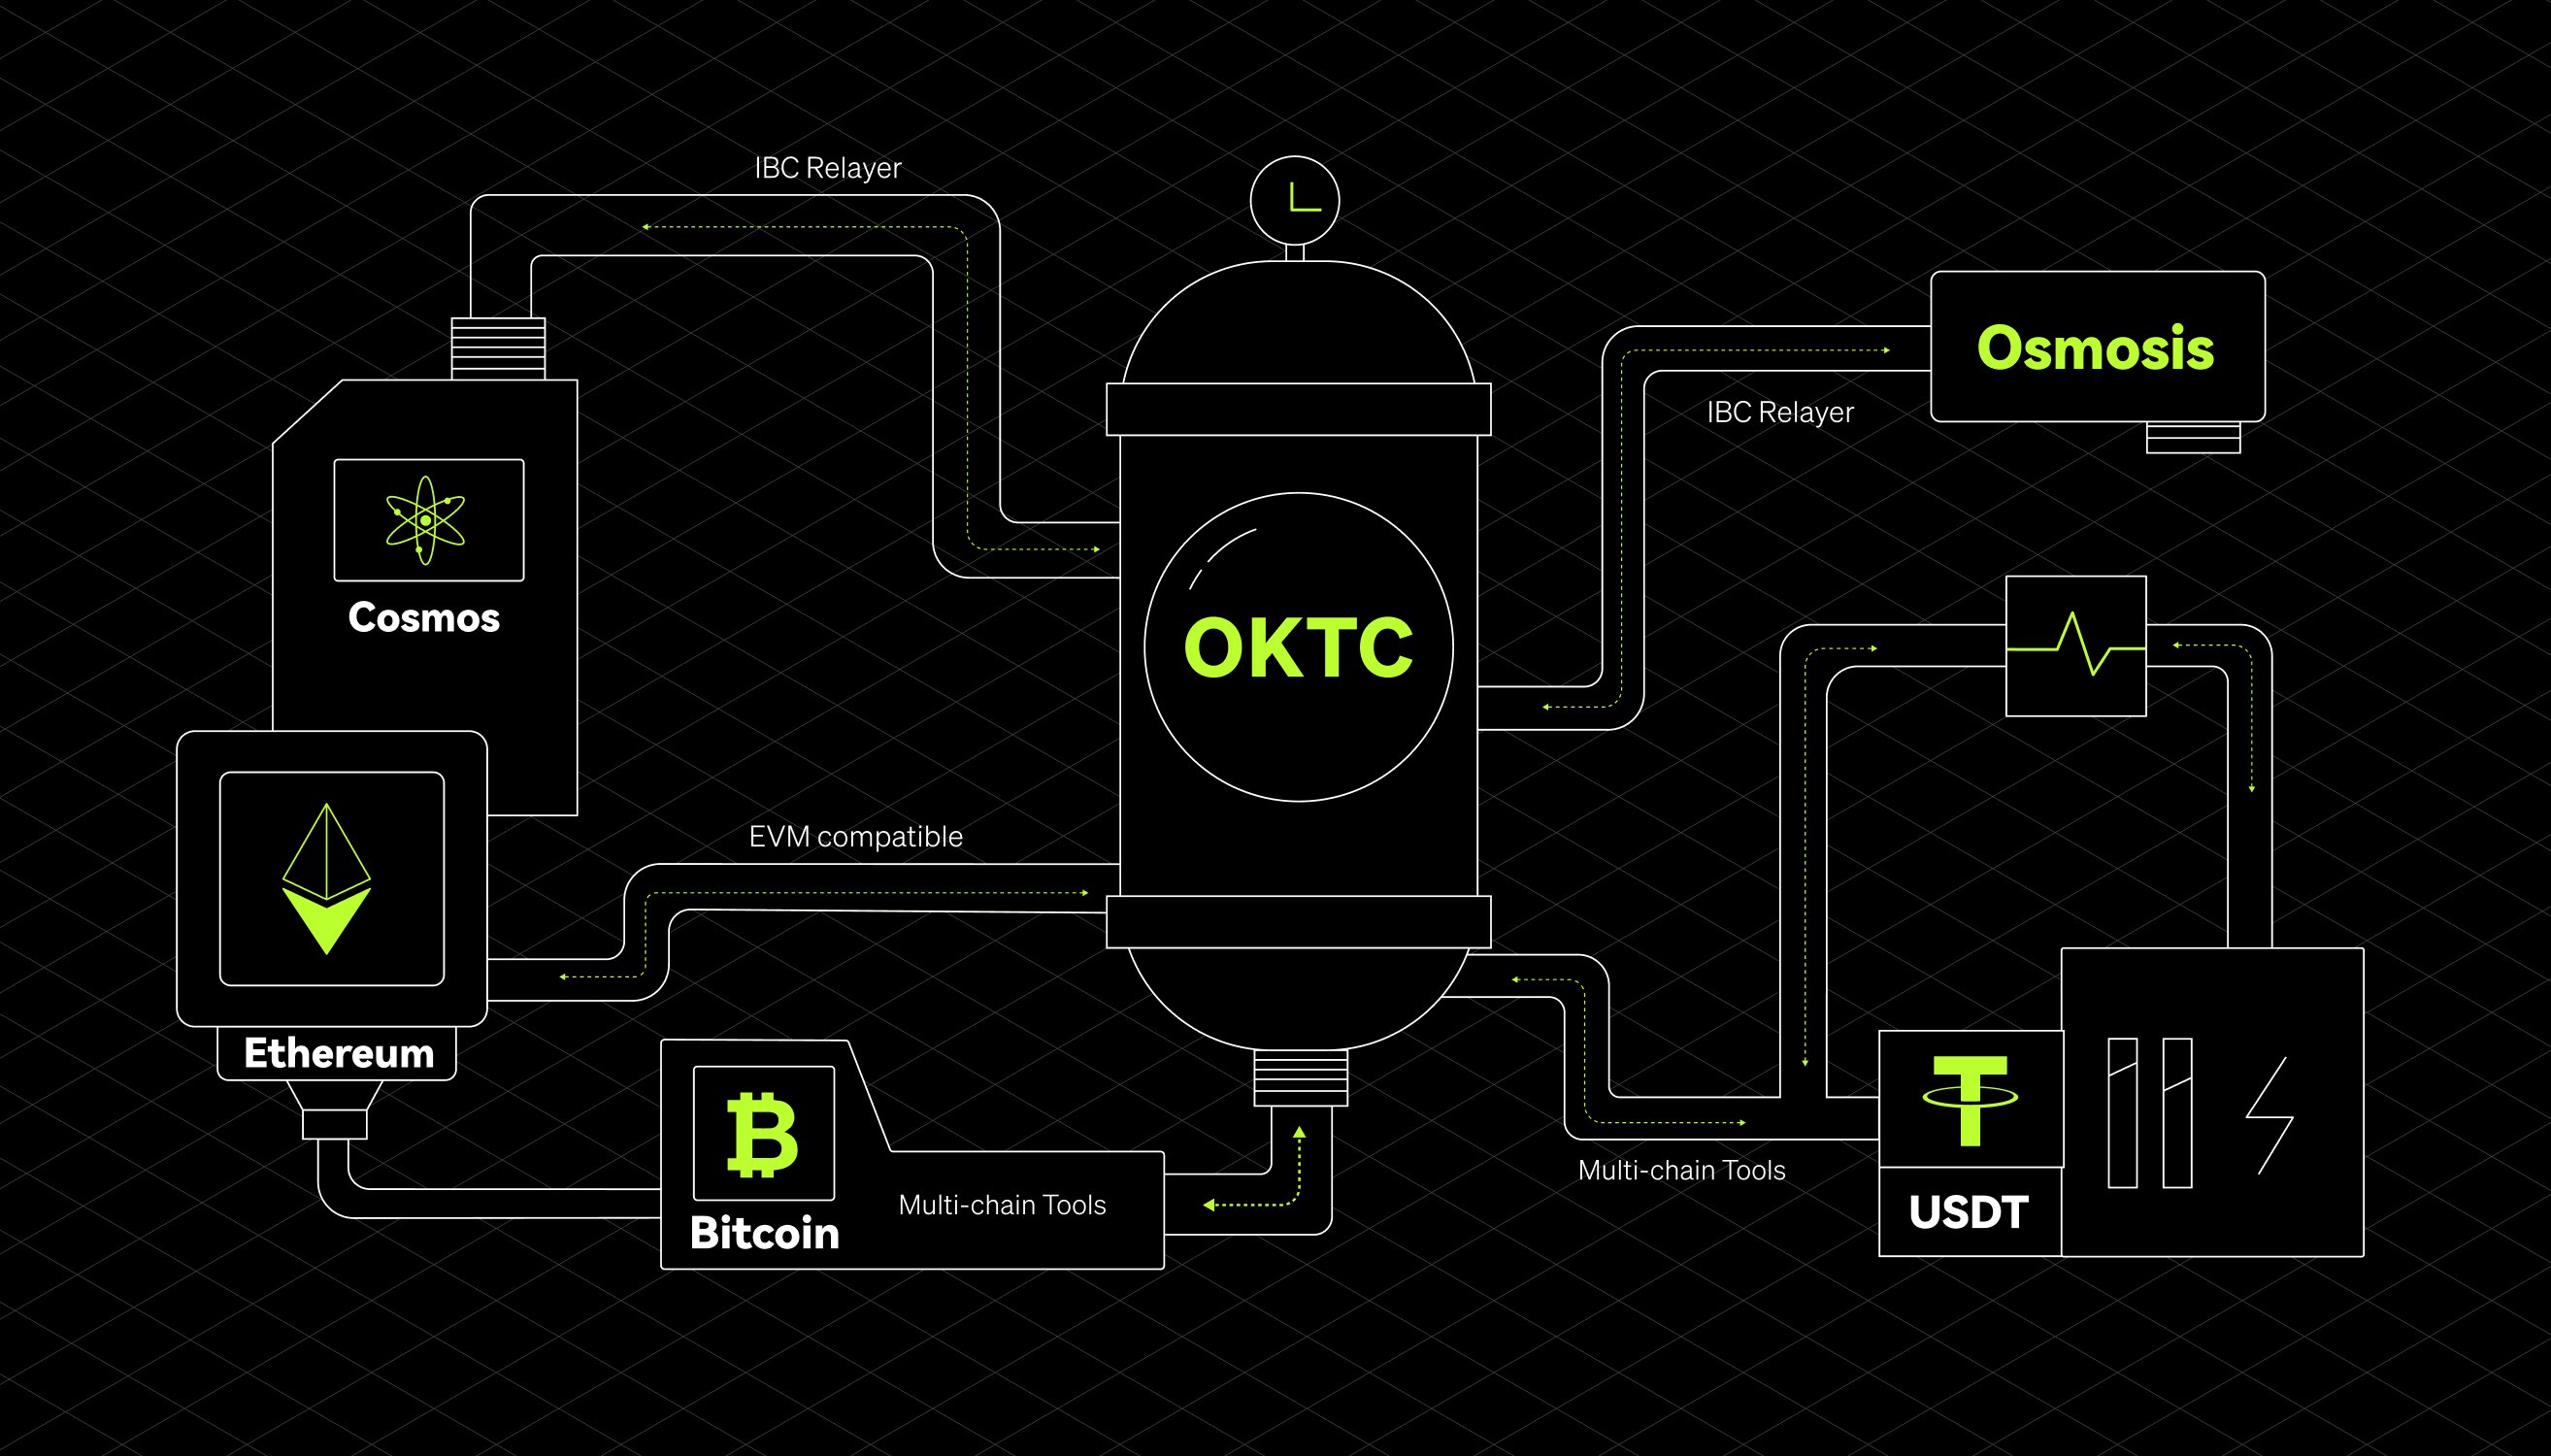 IBC Relayer
Osmosis
IBC Relayer
Cosmos
OKTC
EVM compatible
Ethereum
Multi-chain Tools
Bitcoin
Multi-chain Tools
USDT